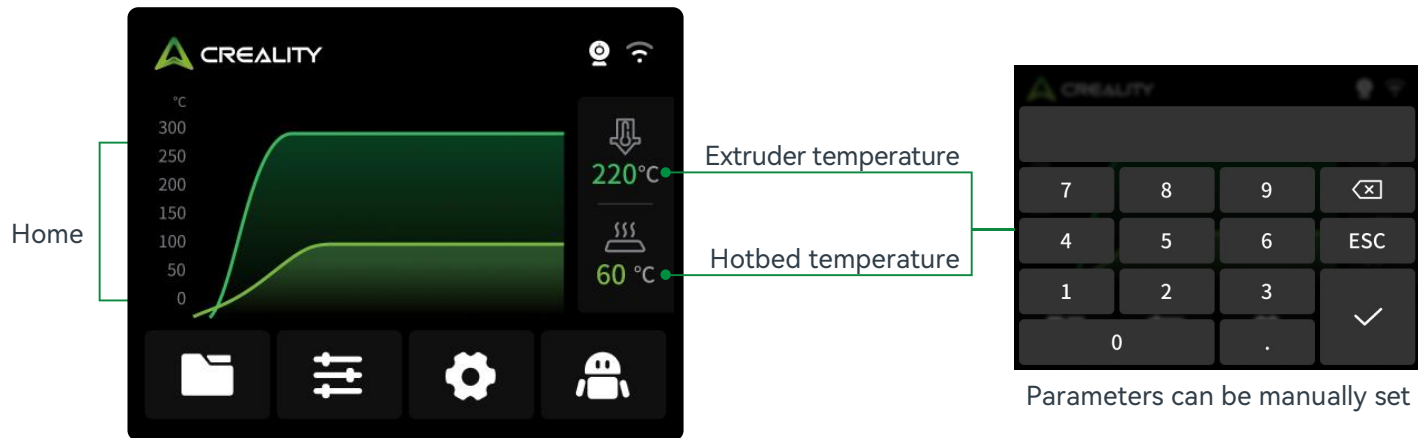 CREALITY
°C
300
250
200
150
100
50
0
220°C
60 °C
Home
Extruder temperature
Hotbed temperature
CREALITY
7 8 9
4 5 6 ESC
1 2 3
0 .
Parameters can be manually set